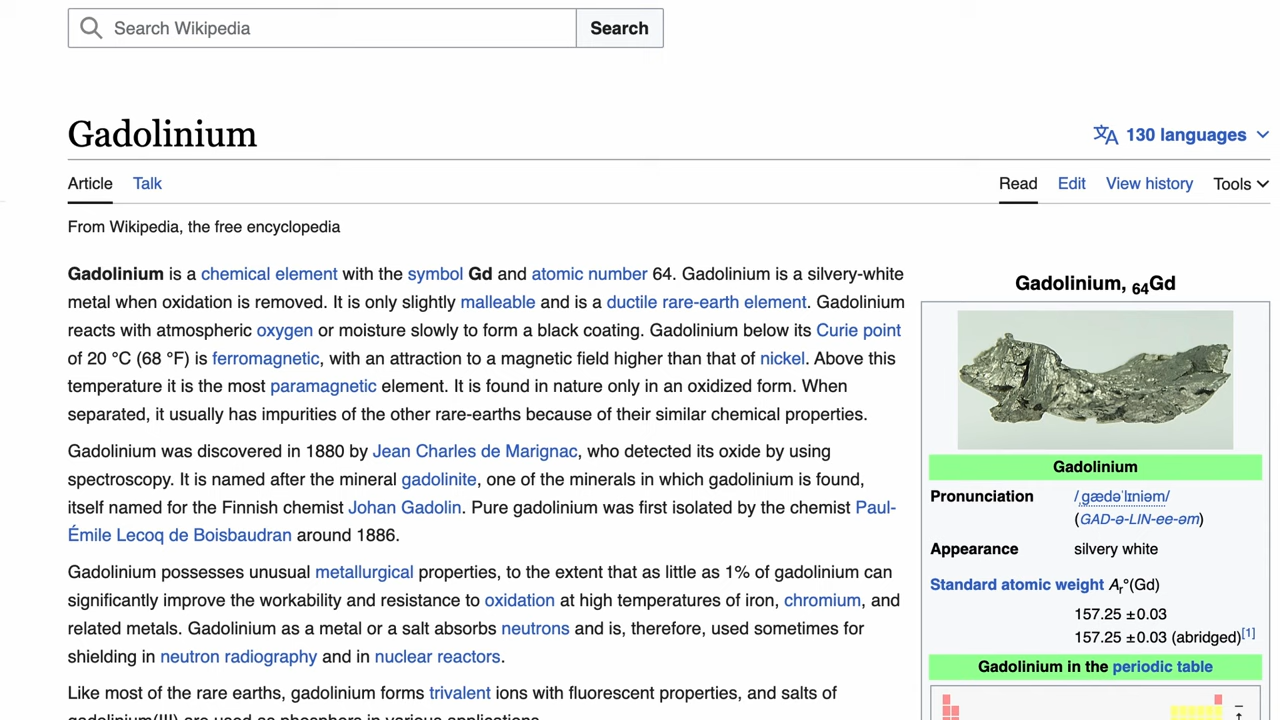 Search Wikipedia
Search
Gadolinium
130 languages
Article Talk
Read Edit View history Tools
From Wikipedia, the free encyclopedia
Gadolinium is a chemical element with the symbol Gd and atomic number 64. Gadolinium is a silvery-white
metal when oxidation is removed. It is only slightly malleable and is a ductile rare-earth element. Gadolinium
reacts with atmospheric oxygen or moisture slowly to form a black coating. Gadolinium below its Curie point
of 20 °C (68 °F) is ferromagnetic, with an attraction to a magnetic field higher than that of nickel. Above this
temperature it is the most paramagnetic element. It is found in nature only in an oxidized form. When
separated, it usually has impurities of the other rare-earths because of their similar chemical properties.
Gadolinium was discovered in 1880 by Jean Charles de Marignac, who detected its oxide by using
spectroscopy. It is named after the mineral gadolinite, one of the minerals in which gadolinium is found,
itself named for the Finnish chemist Johan Gadolin. Pure gadolinium was first isolated by the chemist Paul-
Émile Lecoq de Boisbaudran around 1886.
Gadolinium possesses unusual metallurgical properties, to the extent that as little as 1% of gadolinium can
significantly improve the workability and resistance to oxidation at high temperatures of iron, chromium, and
related metals. Gadolinium as a metal or a salt absorbs neutrons and is, therefore, used sometimes for
shielding in neutron radiography and in nuclear reactors.
Like most of the rare earths, gadolinium forms trivalent ions with fluorescent properties, and salts of
gadolinium(III) are used as phosphors in various applications.
Gadolinium, 64Gd
Gadolinium
Pronunciation /ˌɡædəˈlɪniəm/
(GAD-ə-LIN-ee-əm)
Appearance silvery white
Standard atomic weight Ar°(Gd)
157.25 ±0.03
157.25 ±0.03 (abridged)[1]
Gadolinium in the periodic table